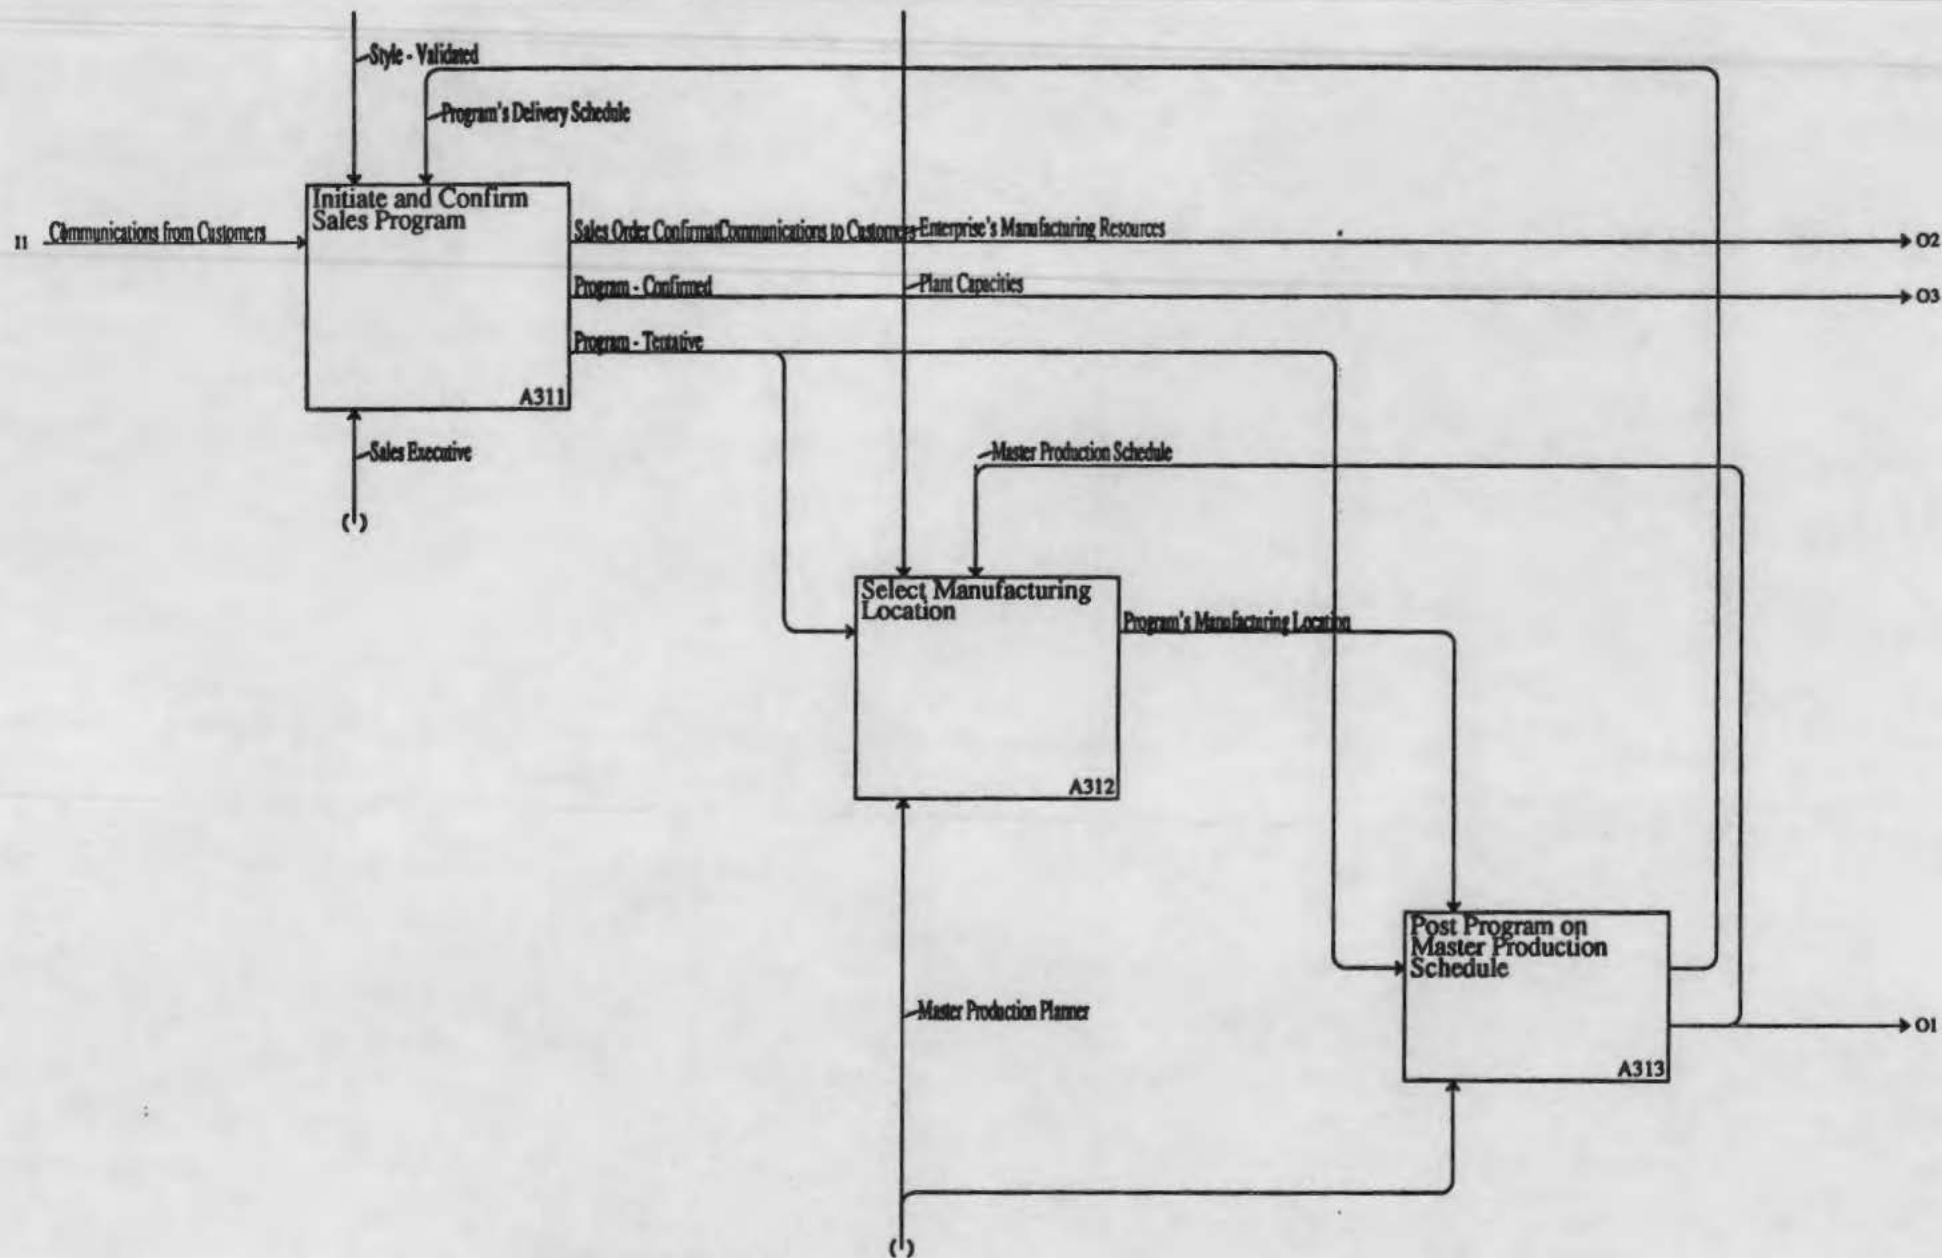 Style - Validated
Program's Delivery Schedule
Initiate and Confirm
Sales Program
I1 Communications from Customers
Sales Order Confirmat Communications to Customers Enterprise's Manufacturing Resources O2
Program - Confirmed Plant Capacities O3
Program - Tentative
A311
Sales Executive
Master Production Schedule
( )
Select Manufacturing
Location
Program's Manufacturing Location
A312
Post Program on
Master Production
Schedule
Master Production Planner
O1
A313
( )